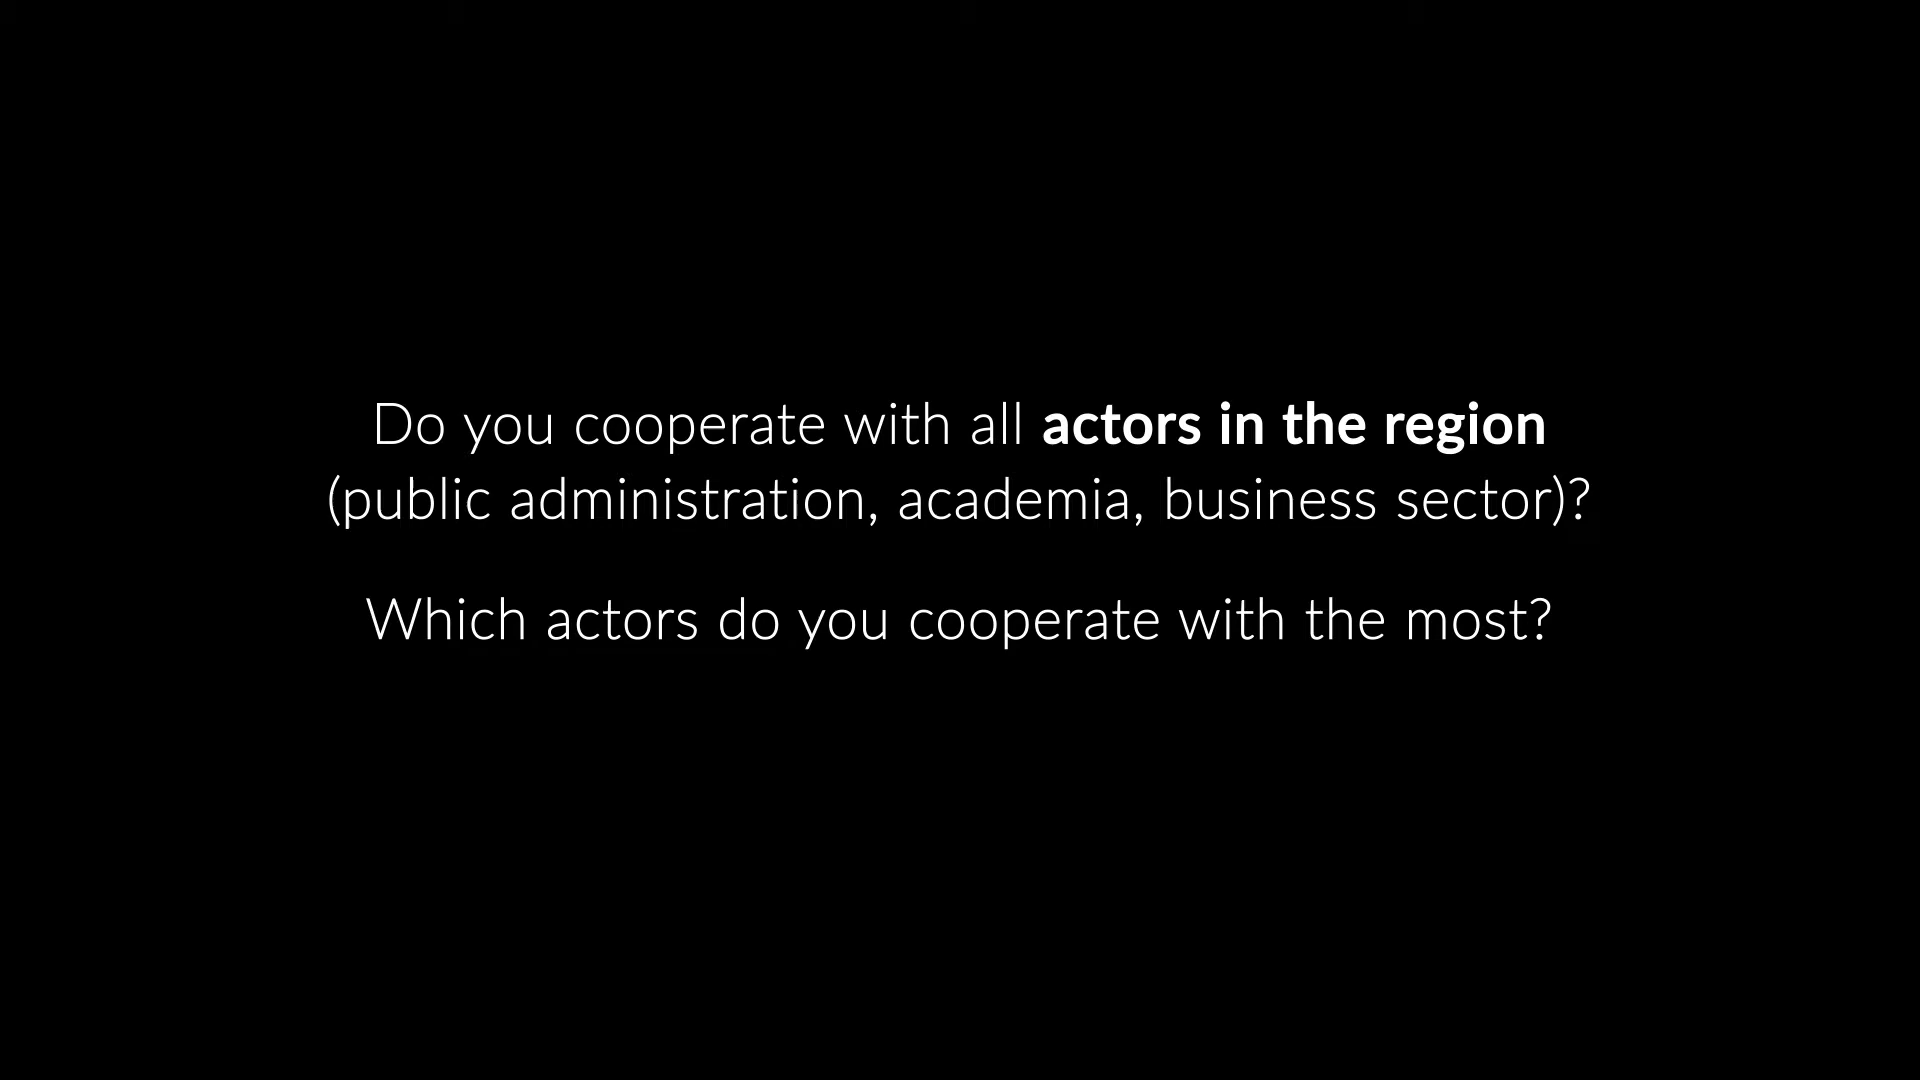 Do you cooperate with all actors in the region
(public administration, academia, business sector)?
Which actors do you cooperate with the most?